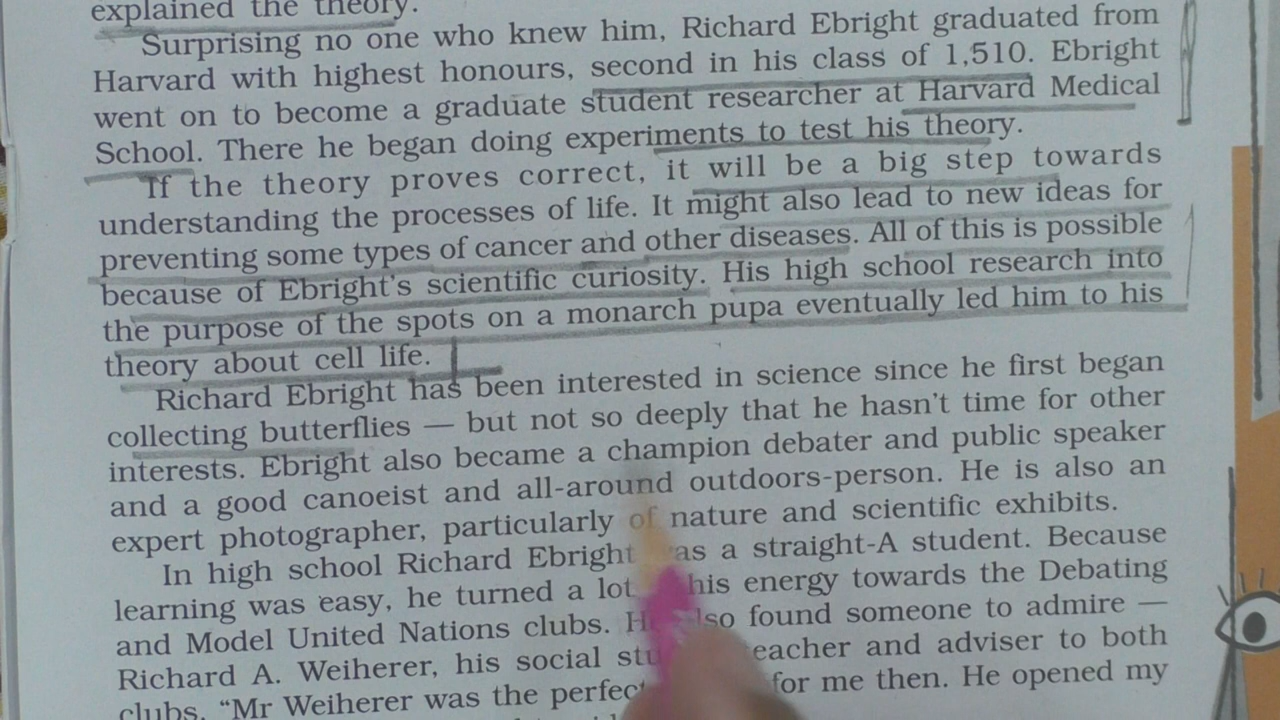 explained the theory.
Surprising no one who knew him, Richard Ebright graduated from
Harvard with highest honours, second in his class of 1,510. Ebright
went on to become a graduate student researcher at Harvard Medical
School. There he began doing experiments to test his theory.
If the theory proves correct, it will be a big step towards
understanding the processes of life. It might also lead to new ideas for
preventing some types of cancer and other diseases. All of this is possible
because of Ebright's scientific curiosity. His high school research into
the purpose of the spots on a monarch pupa eventually led him to his
theory about cell life.
Richard Ebright has been interested in science since he first began
collecting butterflies — but not so deeply that he hasn't time for other
interests. Ebright also became a champion debater and public speaker
and a good canoeist and all-around outdoors-person. He is also an
expert photographer, particularly of nature and scientific exhibits.
In high school Richard Ebright as a straight-A student. Because
learning was easy, he turned a lot his energy towards the Debating
and Model United Nations clubs. found someone to admire —
Richard A. Weiherer, his social and adviser to both
clubs. "Mr Weiherer was the for me then. He opened my